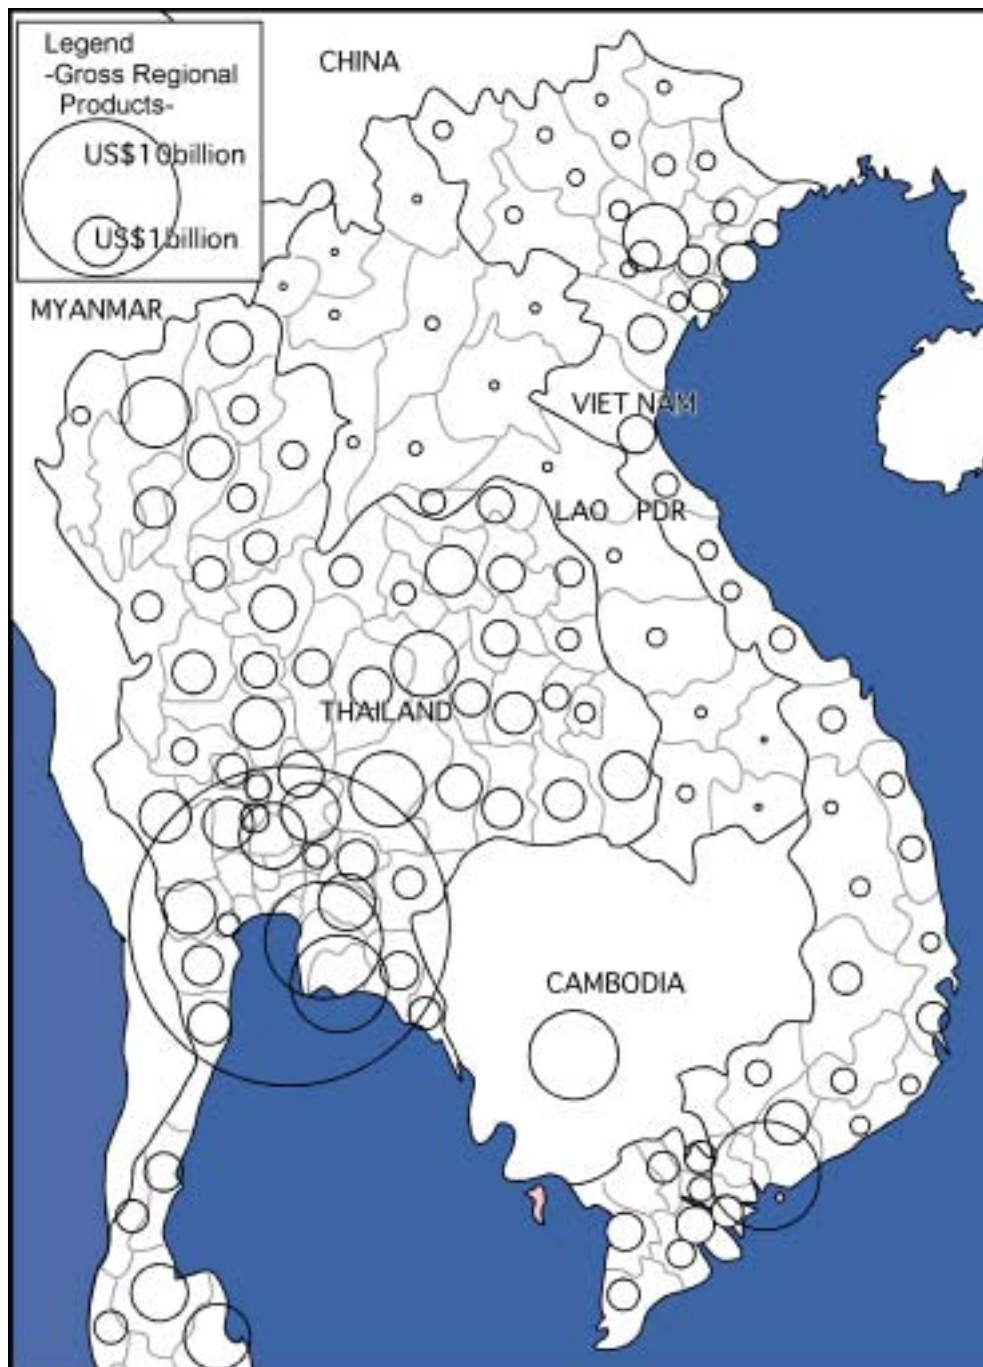 Legend
-Gross Regional
Products-
US$10billion
US$1billion
CHINA
MYANMAR
VIET NAM
LAO PDR
THAILAND
CAMBODIA